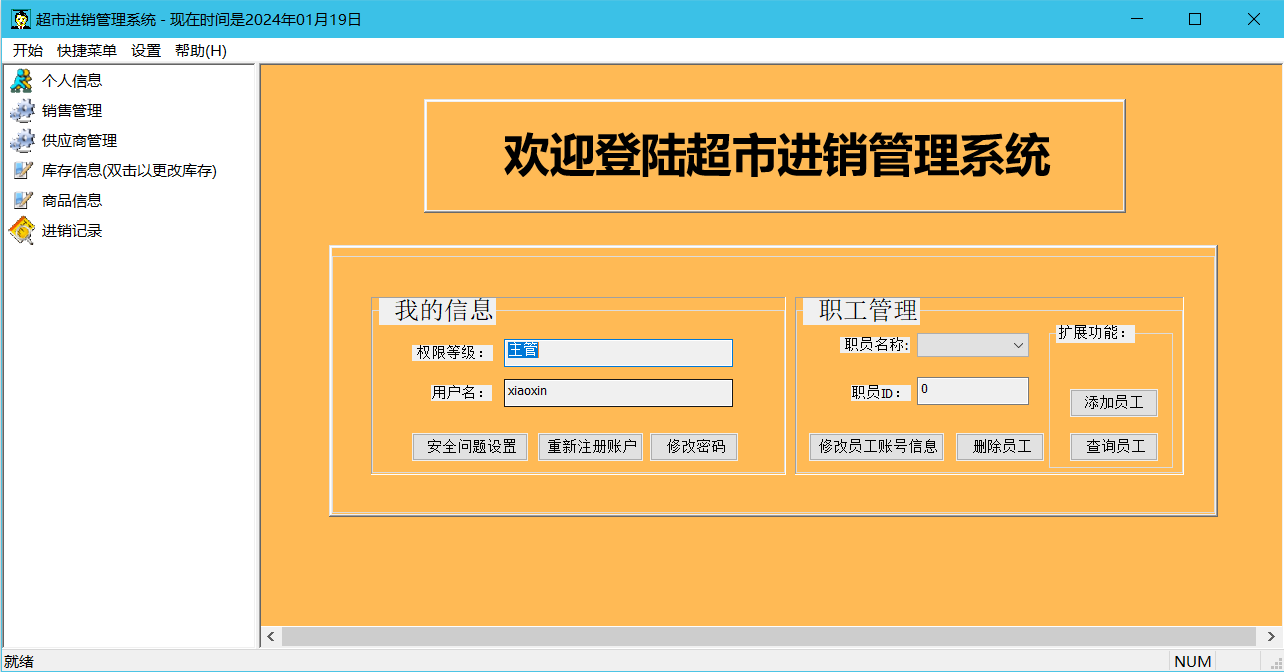 超市进销管理系统 - 现在时间是2024年01月19日
开始 快捷菜单 设置 帮助(H)
个人信息
销售管理
供应商管理
库存信息(双击以更改库存)
商品信息
进销记录
欢迎登陆超市进销管理系统
我的信息
权限等级： 主管
用户名： xiaoxin
安全问题设置 重新注册账户 修改密码
职工管理
职员名称:
职员ID： 0
修改员工账号信息 删除员工
扩展功能：
添加员工
查询员工
就绪 NUM